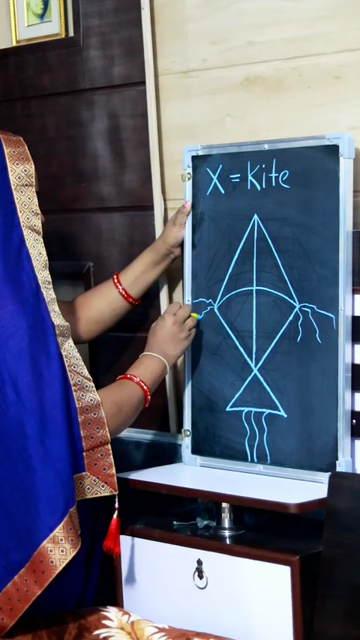 X = Kite